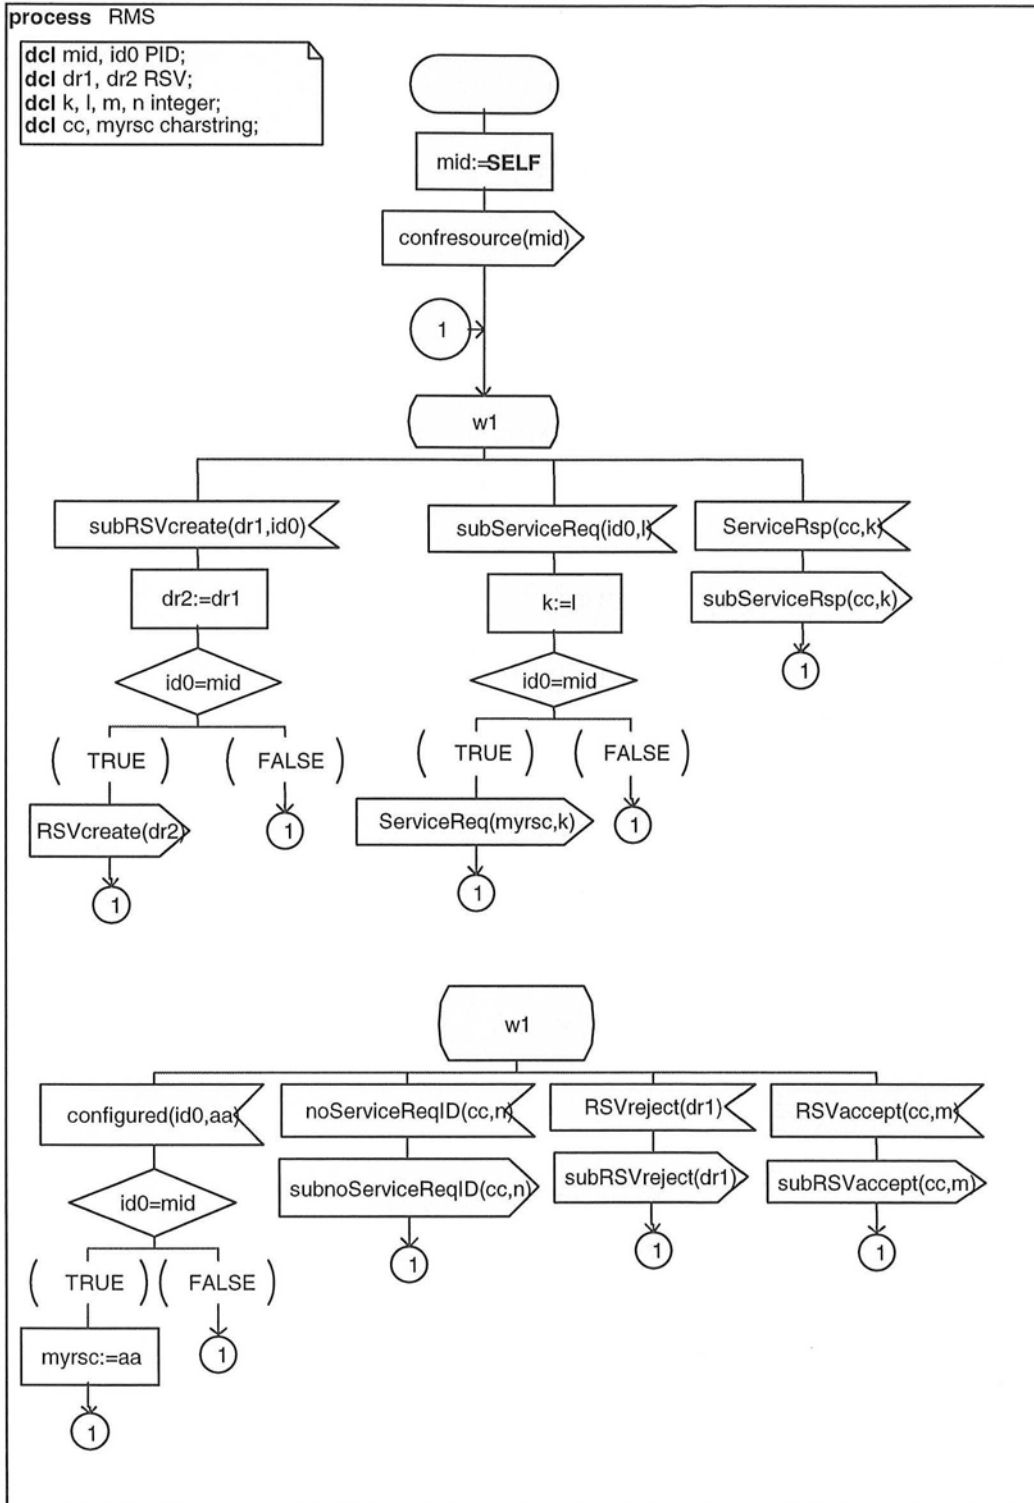 process RMS
dcl mid, id0 PID;
dcl dr1, dr2 RSV;
dcl k, l, m, n integer;
dcl cc, myrsc charstring;
mid:=SELF
confresource(mid)
1
w1
subRSVcreate(dr1,id0)
subServiceReq(id0,l)
ServiceRsp(cc,k)
dr2:=dr1
k:=l
subServiceRsp(cc,k)
id0=mid
id0=mid
1
( TRUE )
( FALSE )
( TRUE )
( FALSE )
RSVcreate(dr2)
1
ServiceReq(myrsc,k)
1
1
1
w1
configured(id0,aa)
noServiceReqID(cc,n)
RSVreject(dr1)
RSVaccept(cc,m)
id0=mid
subnoServiceReqID(cc,n)
subRSVreject(dr1)
subRSVaccept(cc,m)
1
1
1
( TRUE )
( FALSE )
myrsc:=aa
1
1